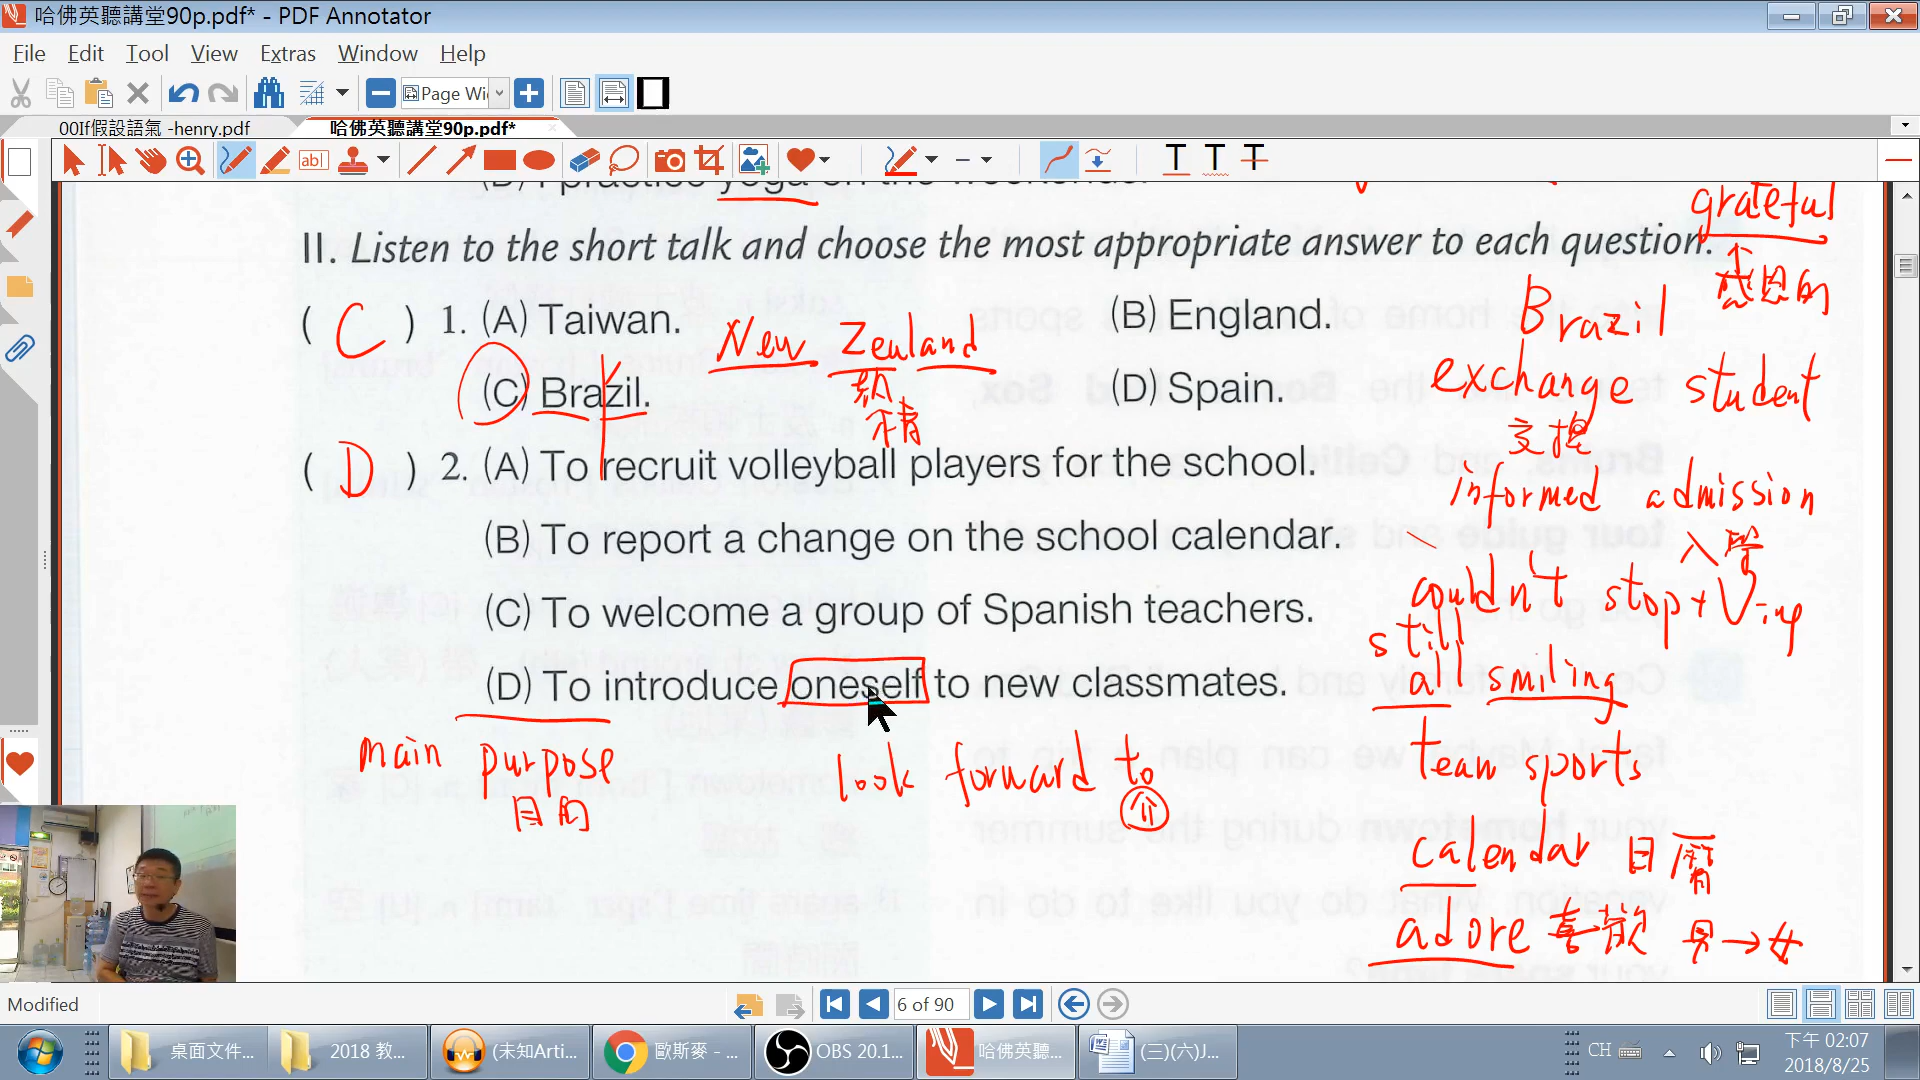 哈佛英聽講堂90p.pdf* - PDF Annotator
File Edit Tool View Extras Window Help
Page Wi
00If假設語氣 -henry.pdf
哈佛英聽講堂90p.pdf*
ab|
T T T
grateful
感恩的
II. Listen to the short talk and choose the most appropriate answer to each question.
( C ) 1. (A) Taiwan.
(B) England.
New Zealand
Brazil
(C) Brazil.
(D) Spain.
exchange student
交換
( D ) 2. (A) To recruit volleyball players for the school.
informed admission
入學
(B) To report a change on the school calendar.
couldn't stop + V-ing
(C) To welcome a group of Spanish teachers.
still
all smiling
(D) To introduce oneself to new classmates.
main purpose
目的
look forward to
介
team sports
calendar 日曆
adore 喜歡 男→女
Modified
6 of 90
桌面文件...
2018 教...
(未知Arti...
歐斯麥 - ...
OBS 20.1...
哈佛英聽...
(三)(六)J...
CH
下午 02:07
2018/8/25